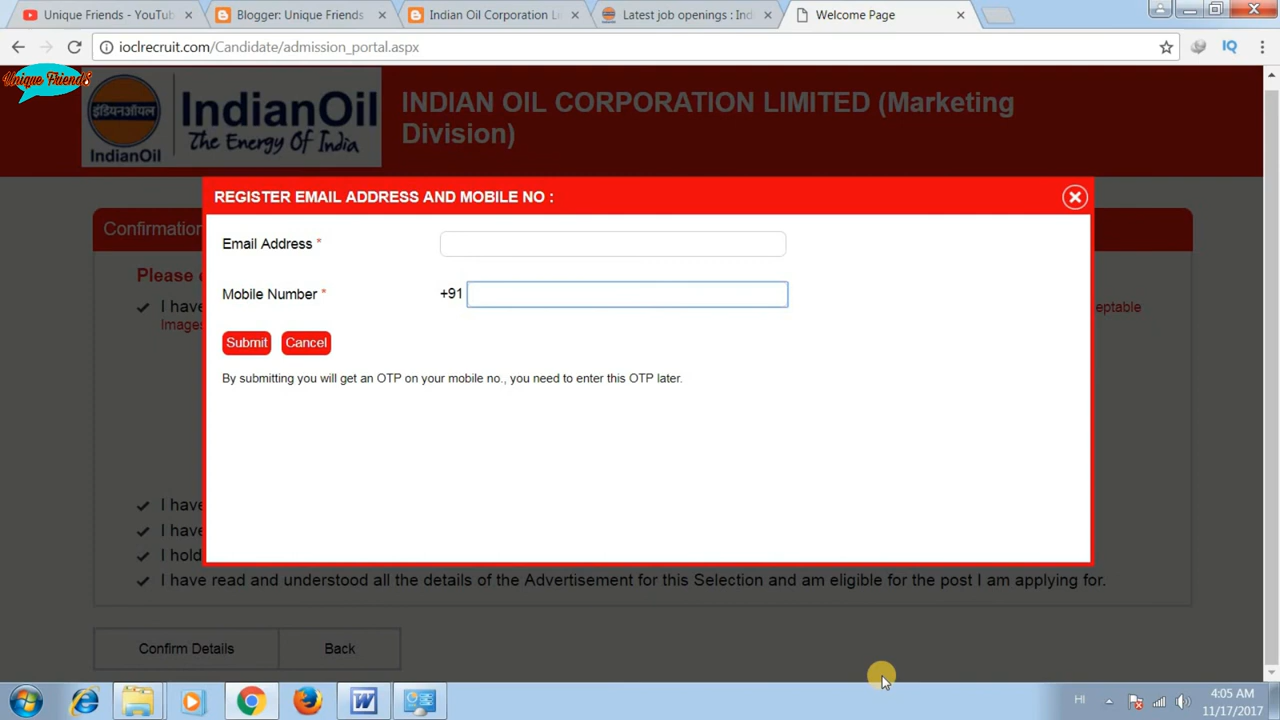 Unique Friends - YouTube
Blogger: Unique Friends
Indian Oil Corporation
Latest job openings : Ind
Welcome Page
ioclrecruit.com/Candidate/admission_portal.aspx
IQ
Unique Friends
इंडियनऑयल
IndianOil
IndianOil
The Energy Of India
INDIAN OIL CORPORATION LIMITED (Marketing
Division)
Confirmation
Please
REGISTER EMAIL ADDRESS AND MOBILE NO :
Email Address *
Mobile Number * +91
Submit Cancel
By submitting you will get an OTP on your mobile no., you need to enter this OTP later.
I have
Images
eptable
I have
I have
I hold
I have read and understood all the details of the Advertisement for this Selection and am eligible for the post I am applying for.
Confirm Details Back
HI
4:05 AM
11/17/2017